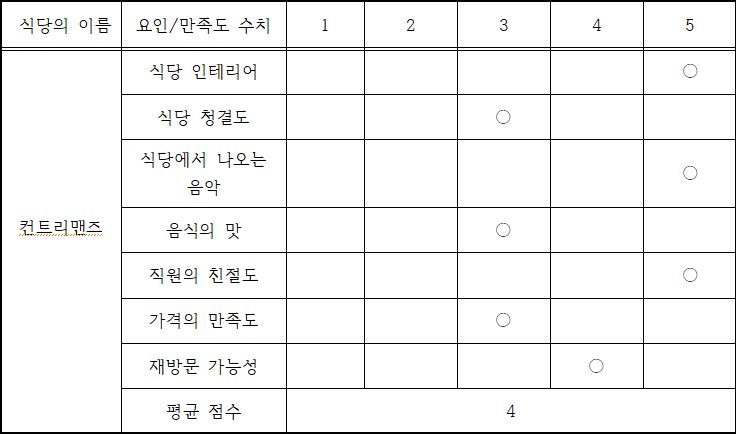 식당의 이름 요인/만족도 수치 1 2 3 4 5
식당 인테리어 ○
식당 청결도 ○
식당에서 나오는
음악 ○
컨트리맨즈 음식의 맛 ○
직원의 친절도 ○
가격의 만족도 ○
재방문 가능성 ○
평균 점수 4